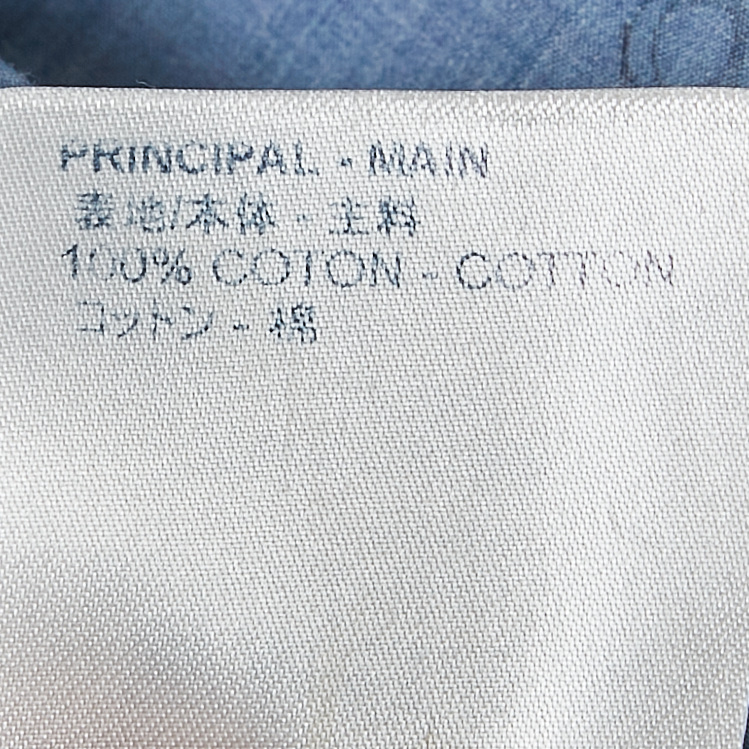 PRINCIPAL - MAIN
表地/本体 - 主料
100% COTON - COTTON
コットン - 棉